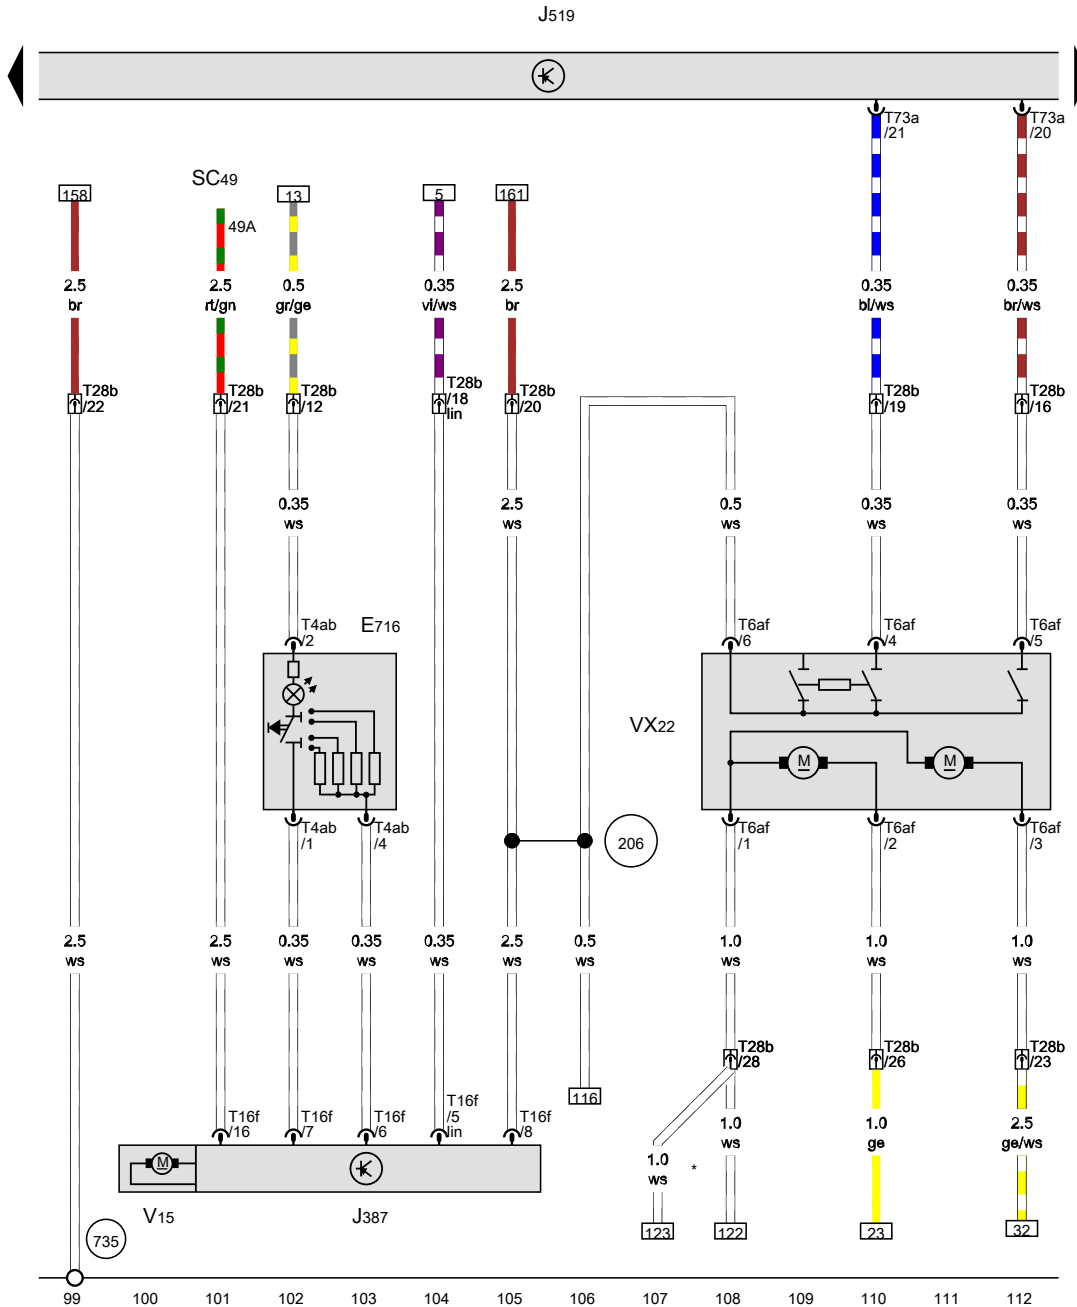 J519
T73a
/21
T73a
/20
SC49
158
13
5
161
49A
2.5
br
2.5
rt/gn
0.5
gr/ge
0.35
vi/ws
2.5
br
0.35
bl/ws
0.35
br/ws
T28b
/22
T28b
/21
T28b
/12
T28b
/18
lin
T28b
/20
T28b
/19
T28b
/16
0.35
ws
2.5
ws
0.5
ws
0.35
ws
0.35
ws
T4ab
/2
E716
T6af
/6
T6af
/4
T6af
/5
VX22
M
M
T4ab
/1
T4ab
/4
206
T6af
/1
T6af
/2
T6af
/3
2.5
ws
2.5
ws
0.35
ws
0.35
ws
0.35
ws
2.5
ws
0.5
ws
1.0
ws
1.0
ws
1.0
ws
T28b
/28
T28b
/26
T28b
/23
116
T16f
/16
T16f
/7
T16f
/6
T16f
/5
lin
T16f
/8
1.0
ws
1.0
ge
2.5
ge/ws
M
1.0
ws
*
V15
J387
735
123
122
23
32
99 100 101 102 103 104 105 106 107 108 109 110 111 112